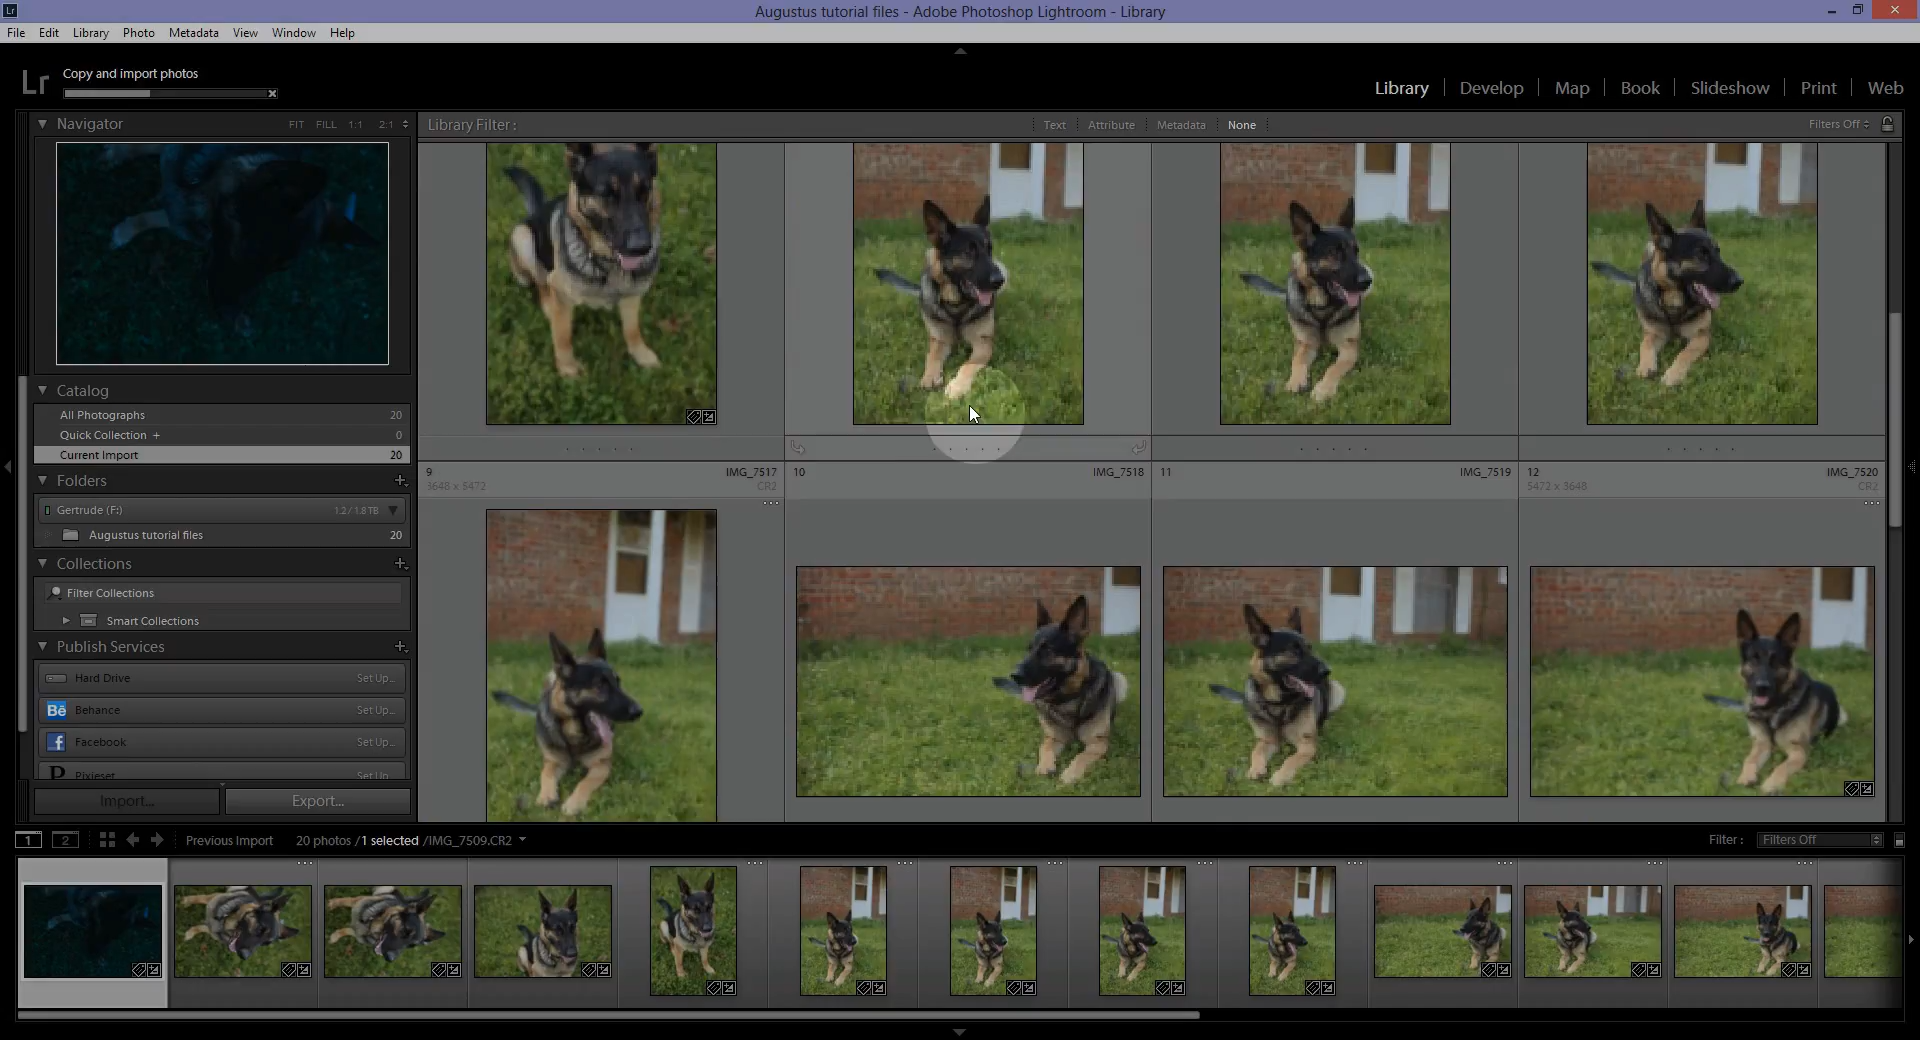 Lr
Augustus tutorial files - Adobe Photoshop Lightroom - Library
File Edit Library Photo Metadata View Window Help
Lr
Copy and import photos
Library Develop Map Book Slideshow Print Web
Navigator FIT FILL 1:1 2:1
Library Filter : Text Attribute Metadata None Filters Off
Catalog
All Photographs 20
Quick Collection + 0
Current Import 20
Folders
Gertrude (F:) 1.2 / 1.8 TB
Augustus tutorial files 20
Collections
Filter Collections
Smart Collections
Publish Services
Hard Drive Set Up...
Bē Behance Set Up...
f Facebook Set Up...
P Pixieset Set Up...
Import... Export...
9 IMG_7517
3648 x 5472 CR2
10 IMG_7518
11 IMG_7519
12 IMG_7520
5472 x 3648 CR2
1 2 Previous Import 20 photos / 1 selected / IMG_7509.CR2
Filter : Filters Off